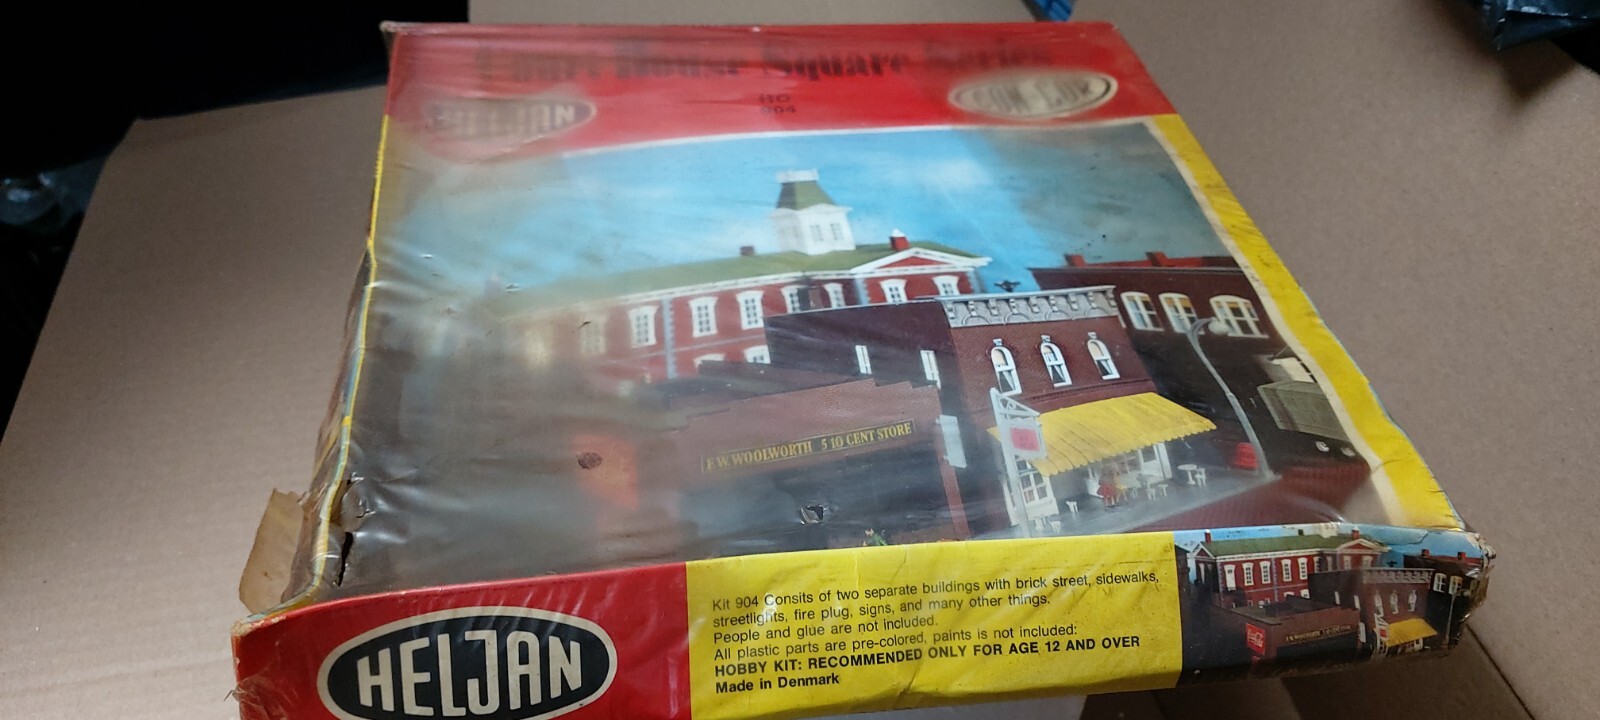 Court House Square Series
HELJAN
HO
904
CON-COR
F.W. WOOLWORTH 5 10 CENT STORE
HELJAN
Kit 904 Consits of two separate buildings with brick street, sidewalks,
streetlights, fire plug, signs, and many other things.
People and glue are not included.
All plastic parts are pre-colored, paints is not included:
HOBBY KIT: RECOMMENDED ONLY FOR AGE 12 AND OVER
Made in Denmark